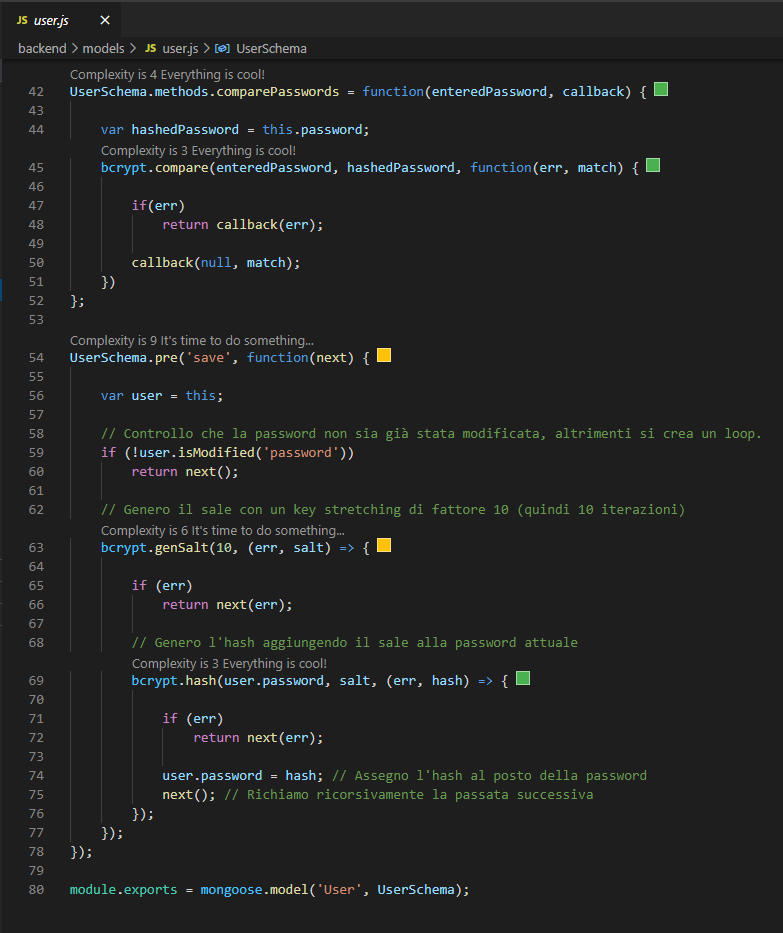 JS user.js ×
backend > models > JS user.js > UserSchema
Complexity is 4 Everything is cool!
42 UserSchema.methods.comparePasswords = function(enteredPassword, callback) {
43
44 var hashedPassword = this.password;
Complexity is 3 Everything is cool!
45 bcrypt.compare(enteredPassword, hashedPassword, function(err, match) {
46
47 if(err)
48 return callback(err);
49
50 callback(null, match);
51 })
52 };
53
Complexity is 9 It's time to do something...
54 UserSchema.pre('save', function(next) {
55
56 var user = this;
57
58 // Controllo che la password non sia già stata modificata, altrimenti si crea un loop.
59 if (!user.isModified('password'))
60 return next();
61
62 // Genero il sale con un key stretching di fattore 10 (quindi 10 iterazioni)
Complexity is 6 It's time to do something...
63 bcrypt.genSalt(10, (err, salt) => {
64
65 if (err)
66 return next(err);
67
68 // Genero l'hash aggiungendo il sale alla password attuale
Complexity is 3 Everything is cool!
69 bcrypt.hash(user.password, salt, (err, hash) => {
70
71 if (err)
72 return next(err);
73
74 user.password = hash; // Assegno l'hash al posto della password
75 next(); // Richiamo ricorsivamente la passata successiva
76 });
77 });
78 });
79
80 module.exports = mongoose.model('User', UserSchema);